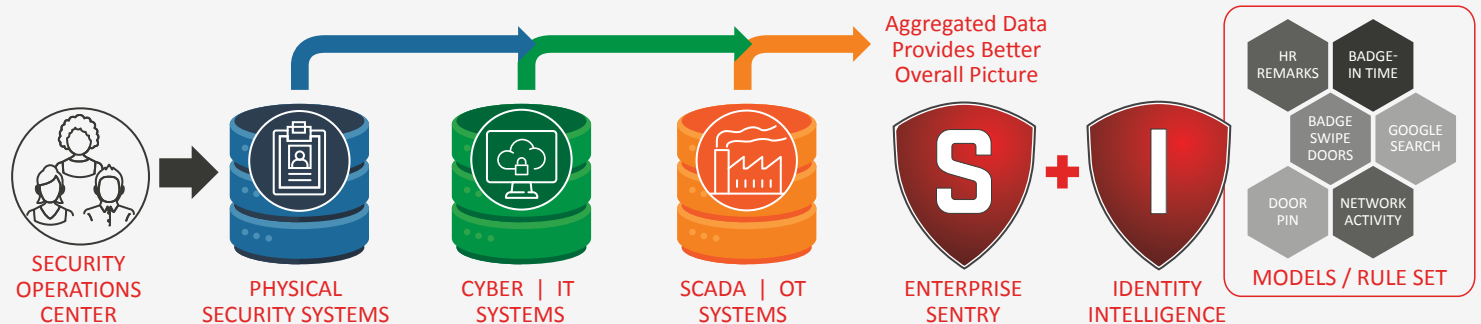 SECURITY
OPERATIONS
CENTER
PHYSICAL
SECURITY SYSTEMS
CYBER | IT
SYSTEMS
SCADA | OT
SYSTEMS
Aggregated Data
Provides Better
Overall Picture
S
ENTERPRISE
SENTRY
I
IDENTITY
INTELLIGENCE
HR
REMARKS
BADGE-
IN TIME
BADGE
SWIPE
DOORS
GOOGLE
SEARCH
DOOR
PIN
NETWORK
ACTIVITY
MODELS / RULE SET